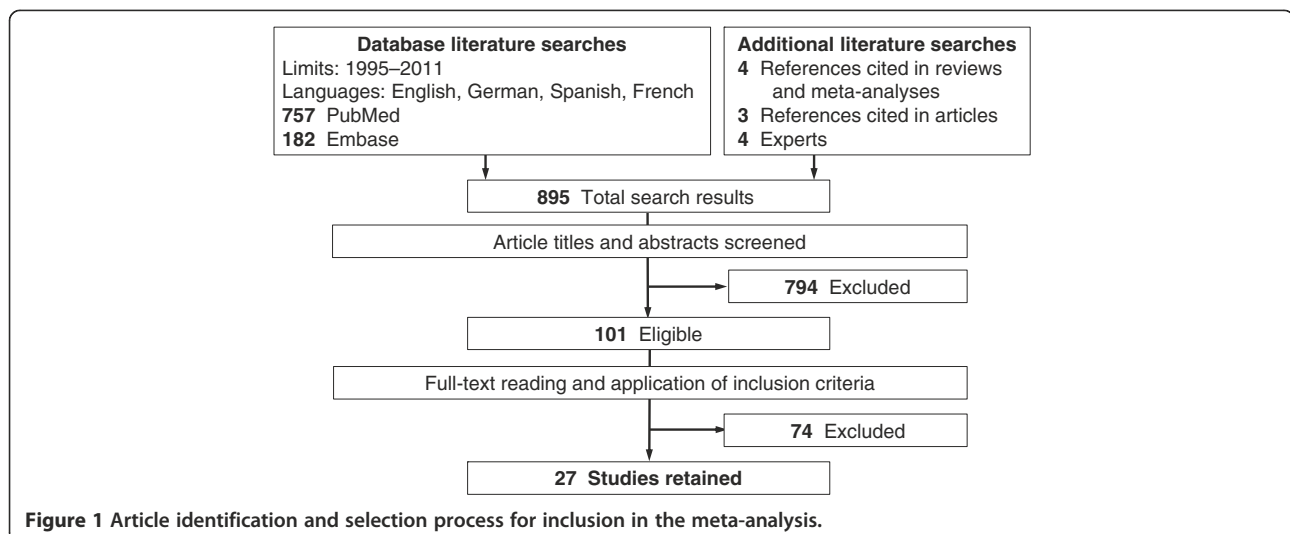 Database literature searches
Limits: 1995–2011
Languages: English, German, Spanish, French
757 PubMed
182 Embase
Additional literature searches
4 References cited in reviews
and meta-analyses
3 References cited in articles
4 Experts
895 Total search results
Article titles and abstracts screened
794 Excluded
101 Eligible
Full-text reading and application of inclusion criteria
74 Excluded
27 Studies retained
Figure 1 Article identification and selection process for inclusion in the meta-analysis.